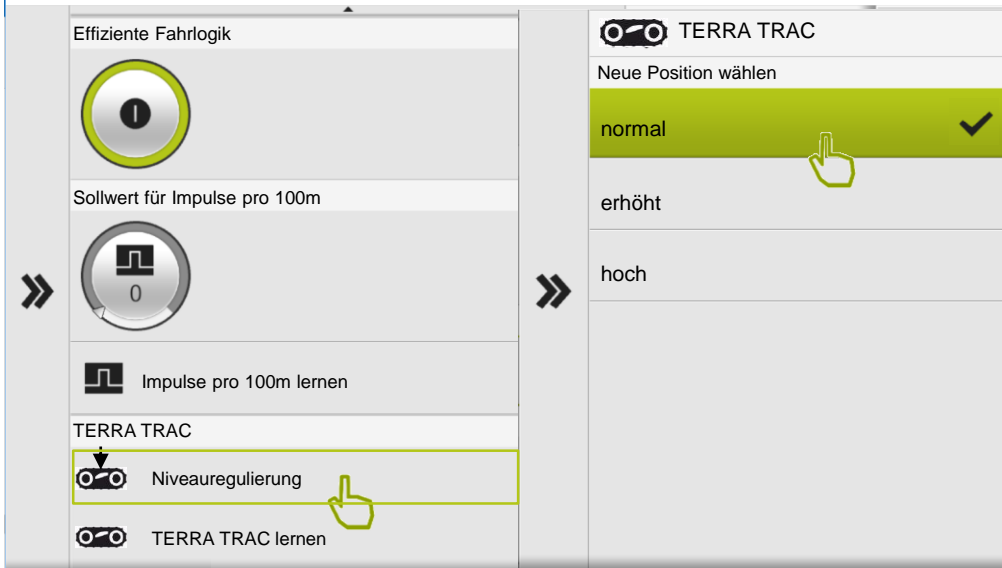 Effiziente Fahrlogik
Sollwert für Impulse pro 100m
0
Impulse pro 100m lernen
TERRA TRAC
Niveauregulierung
TERRA TRAC lernen
TERRA TRAC
Neue Position wählen
normal
erhöht
hoch